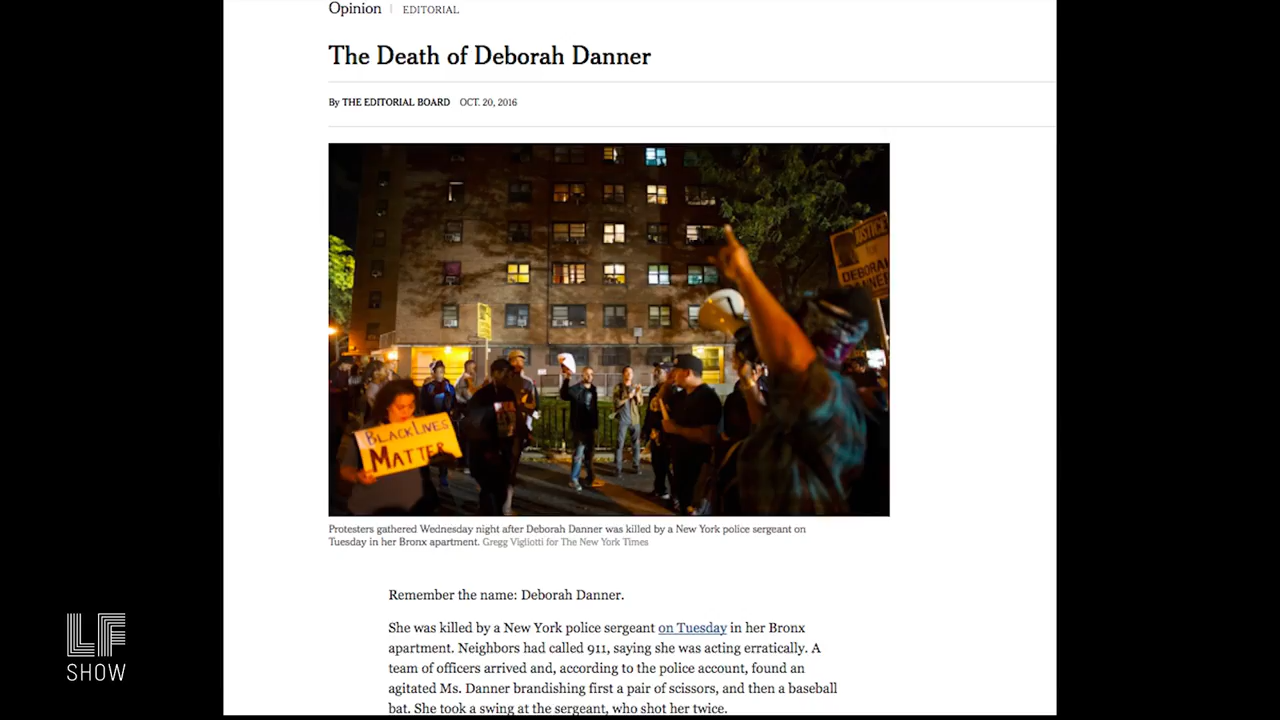 Opinion | EDITORIAL
The Death of Deborah Danner
By THE EDITORIAL BOARD OCT. 20, 2016
JUSTICE
DEBORAH
DANNER
BLACK LIVES
MATTER
Protesters gathered Wednesday night after Deborah Danner was killed by a New York police sergeant on
Tuesday in her Bronx apartment. Gregg Vigliotti for The New York Times
Remember the name: Deborah Danner.
She was killed by a New York police sergeant on Tuesday in her Bronx
apartment. Neighbors had called 911, saying she was acting erratically. A
team of officers arrived and, according to the police account, found an
agitated Ms. Danner brandishing first a pair of scissors, and then a baseball
bat. She took a swing at the sergeant, who shot her twice.
LF
SHOW